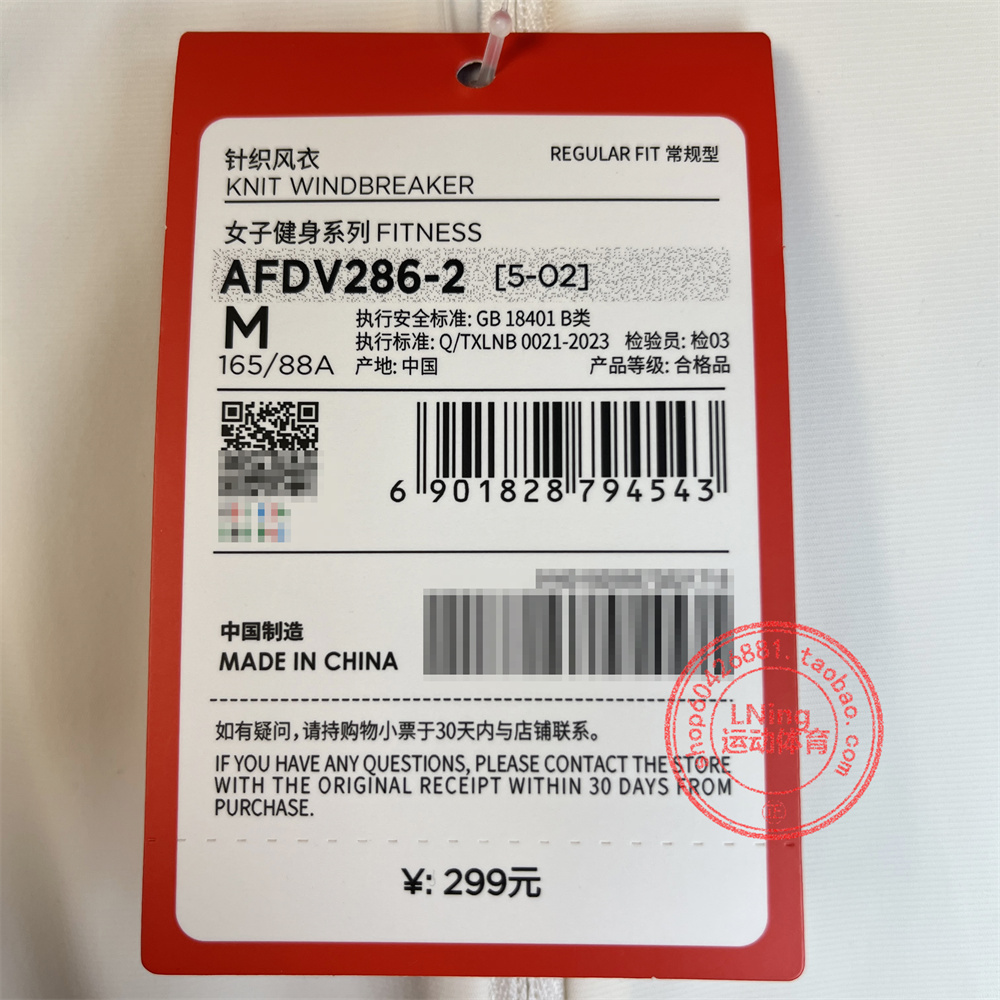 针织风衣
REGULAR FIT 常规型
KNIT WINDBREAKER
女子健身系列 FITNESS
AFDV286-2 [5-02]
M
执行安全标准: GB 18401 B类
执行标准: Q/TXLNB 0021-2023 检验员: 检03
165/88A 产地: 中国 产品等级: 合格品
6 901828 794543
中国制造
MADE IN CHINA
如有疑问,请持购物小票于30天内与店铺联系。
IF YOU HAVE ANY QUESTIONS, PLEASE CONTACT THE STORE
WITH THE ORIGINAL RECEIPT WITHIN 30 DAYS FROM
PURCHASE.
¥: 299元
shop60426881.taobao.com
LNing
运动体育